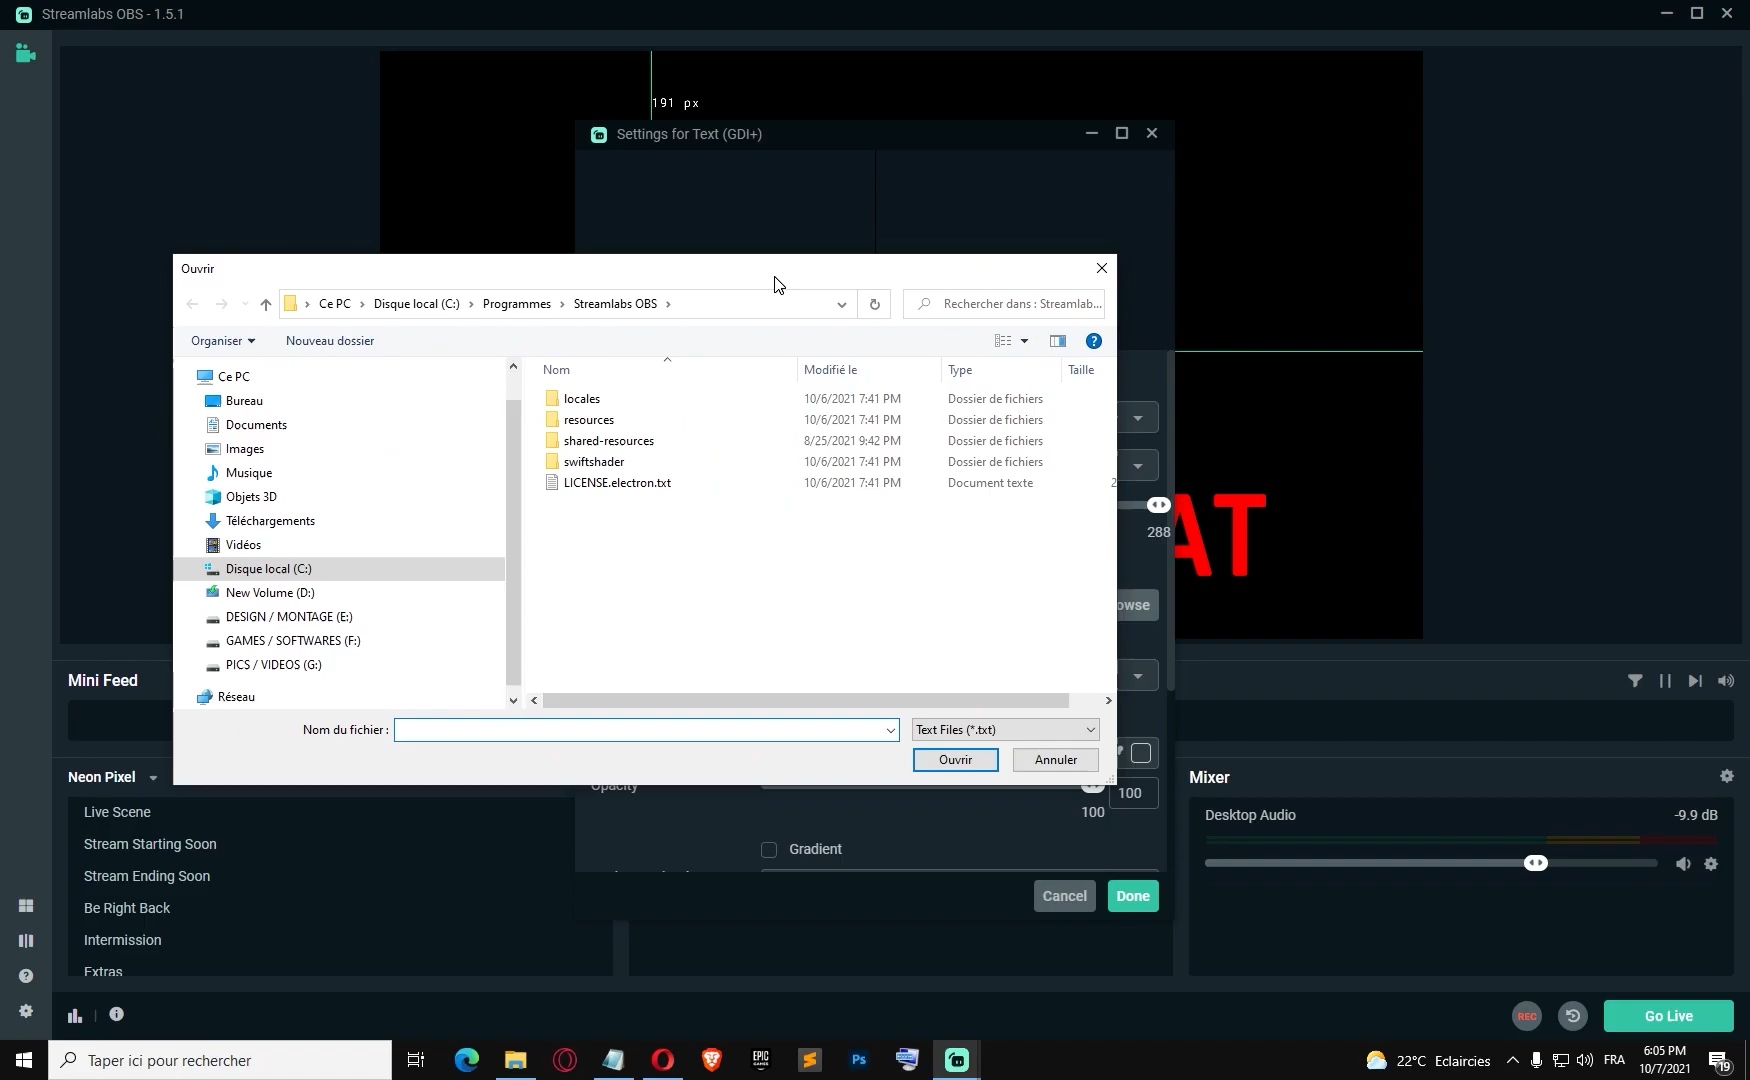 Streamlabs OBS - 1.5.1
191 px
Settings for Text (GDI+)
Ouvrir
Ce PC > Disque local (C:) > Programmes > Streamlabs OBS >
Rechercher dans : Streamlab...
Organiser
Nouveau dossier
Ce PC
Bureau
Documents
Images
Musique
Objets 3D
Téléchargements
Vidéos
Disque local (C:)
New Volume (D:)
DESIGN / MONTAGE (E:)
GAMES / SOFTWARES (F:)
PICS / VIDEOS (G:)
Réseau
Nom Modifié le Type Taille
locales 10/6/2021 7:41 PM Dossier de fichiers
resources 10/6/2021 7:41 PM Dossier de fichiers
shared-resources 8/25/2021 9:42 PM Dossier de fichiers
swiftshader 10/6/2021 7:41 PM Dossier de fichiers
LICENSE.electron.txt 10/6/2021 7:41 PM Document texte 2
Nom du fichier :
Text Files (*.txt)
Ouvrir
Annuler
288
AT
owse
Opacity
100
100
Gradient
Cancel
Done
Mini Feed
Neon Pixel
Live Scene
Stream Starting Soon
Stream Ending Soon
Be Right Back
Intermission
Extras
Mixer
Desktop Audio -9.9 dB
REC
Go Live
Taper ici pour rechercher
EPIC GAMES
Ps
22°C Eclaircies
FRA
6:05 PM
10/7/2021
19